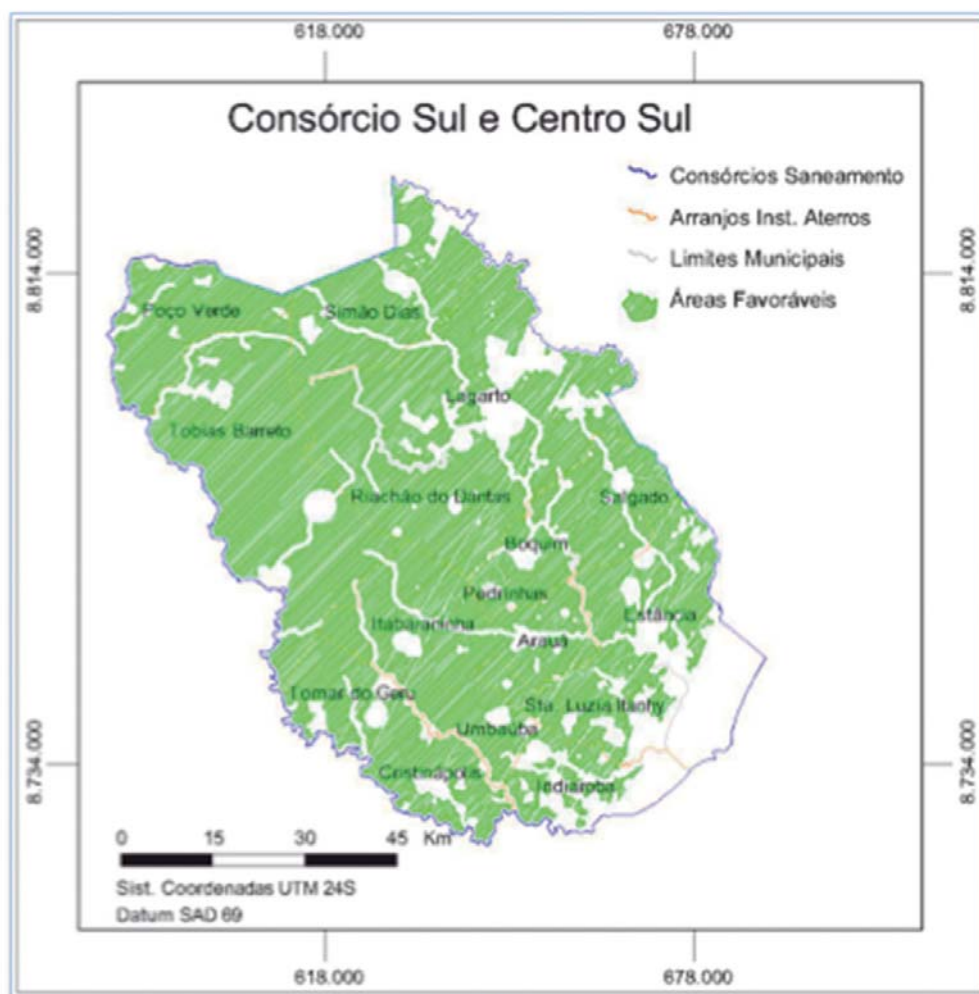 618.000 678.000
Consórcio Sul e Centro Sul
Consórcios Saneamento
Arranjos Inst. Aterros
Limites Municipais
Áreas Favoráveis
8.814.000 8.814.000
Poço Verde Simão Dias
Lagarto
Tobias Barreto
Riachão do Dantas Salgado
Boquim
Pedrinhas
Itabaraninha Estância
Arauá
Tomar do Geru Sta. Luzia Itanhy
Umbaúba
8.734.000 8.734.000
Cristinápolis Indiaroba
0 15 30 45 Km
Sist. Coordenadas UTM 24S
Datum SAD 69
618.000 678.000